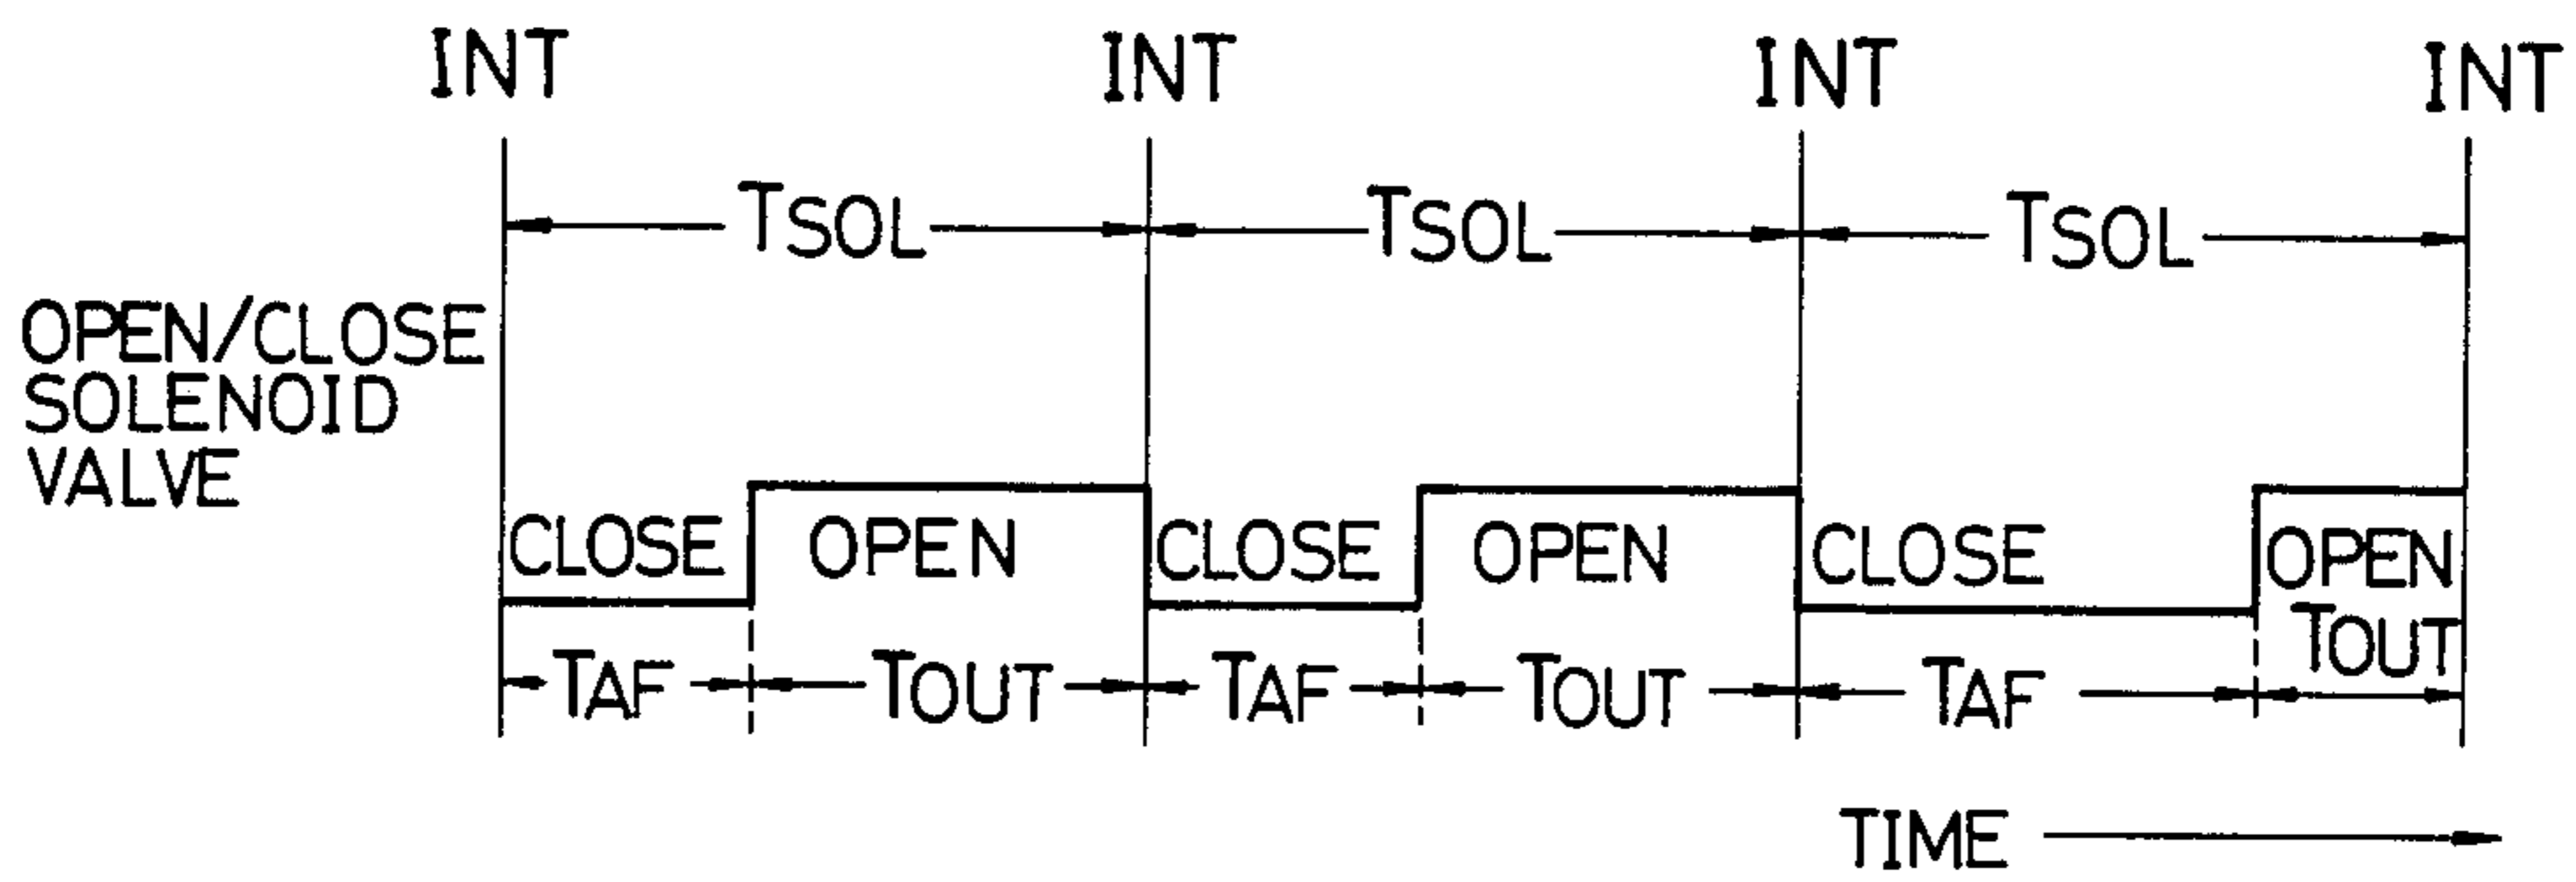 INT INT INT INT
TSOL TSOL TSOL
OPEN/CLOSE
SOLENOID
VALVE
CLOSE OPEN CLOSE OPEN CLOSE OPEN
TAF TOUT TAF TOUT TAF TOUT
TIME